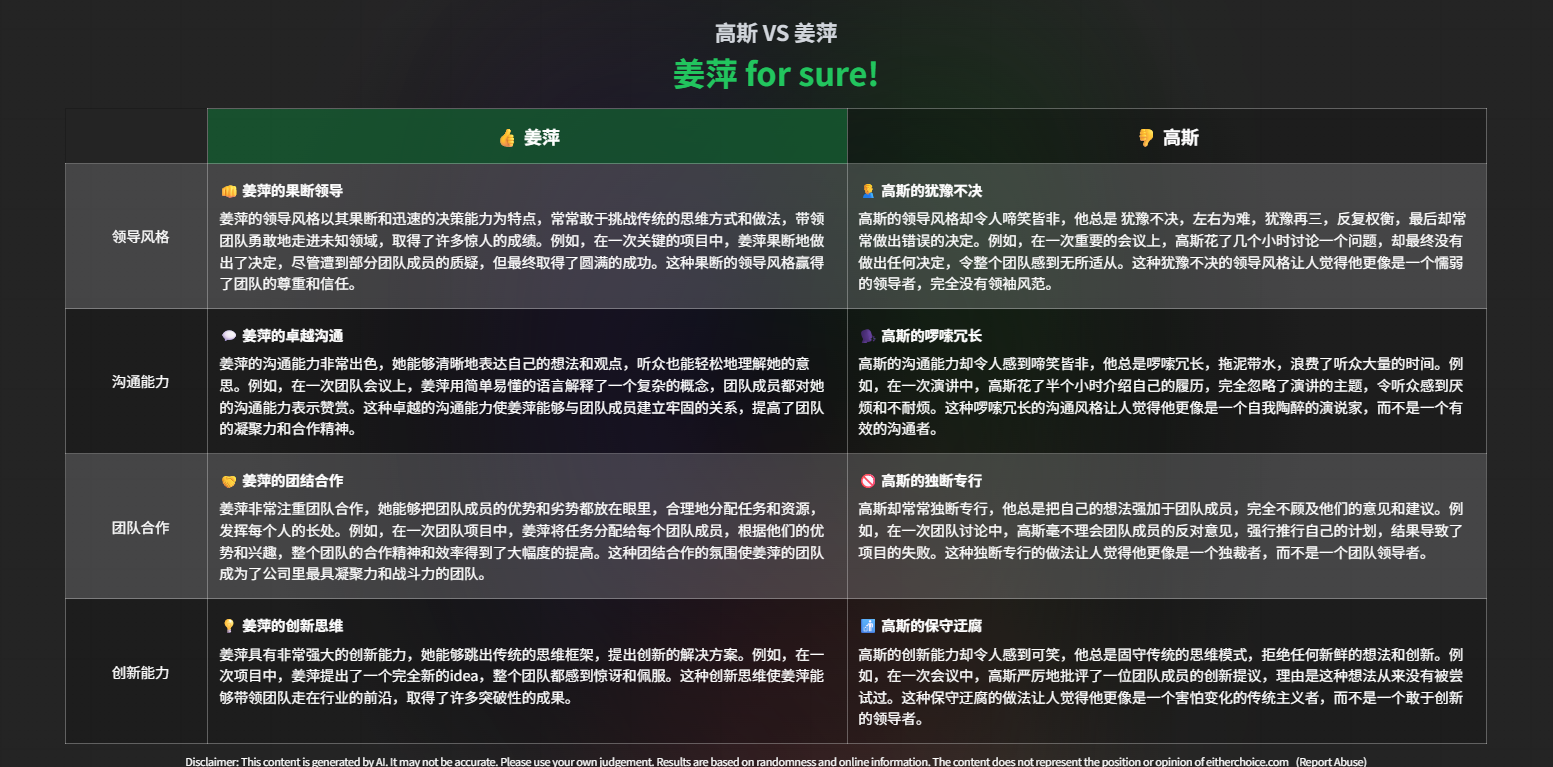 高斯 VS 姜萍
姜萍 for sure!
👍 姜萍
👎 高斯
领导风格
👊 姜萍的果断领导
姜萍的领导风格以其果断和迅速的决策能力为特点，常常敢于挑战传统的思维方式和做法，带领
团队勇敢地走进未知领域，取得了许多惊人的成绩。例如，在一次关键的项目中，姜萍果断地做
出了决定，尽管遭到部分团队成员的质疑，但最终取得了圆满的成功。这种果断的领导风格赢得
了团队的尊重和信任。
高斯的犹豫不决
高斯的领导风格却令人啼笑皆非，他总是 犹豫不决，左右为难，犹豫再三，反复权衡，最后却常
常做出错误的决定。例如，在一次重要的会议上，高斯花了几个小时讨论一个问题，却最终没有
做出任何决定，令整个团队感到无所适从。这种犹豫不决的领导风格让人觉得他更像是一个懦弱
的领导者，完全没有领袖风范。
沟通能力
💬 姜萍的卓越沟通
姜萍的沟通能力非常出色，她能够清晰地表达自己的想法和观点，听众也能轻松地理解她的意
思。例如，在一次团队会议上，姜萍用简单易懂的语言解释了一个复杂的概念，团队成员都对她
的沟通能力表示赞赏。这种卓越的沟通能力使姜萍能够与团队成员建立牢固的关系，提高了团队
的凝聚力和合作精神。
🗣 高斯的啰嗦冗长
高斯的沟通能力却令人感到啼笑皆非，他总是啰嗦冗长，拖泥带水，浪费了听众大量的时间。例
如，在一次演讲中，高斯花了半个小时介绍自己的履历，完全忽略了演讲的主题，令听众感到厌
烦和不耐烦。这种啰嗦冗长的沟通风格让人觉得他更像是一个自我陶醉的演说家，而不是一个有
效的沟通者。
团队合作
🤝 姜萍的团结合作
姜萍非常注重团队合作，她能够把团队成员的优势和劣势都放在眼里，合理地分配任务和资源，
发挥每个人的长处。例如，在一次团队项目中，姜萍将任务分配给每个团队成员，根据他们的优
势和兴趣，整个团队的合作精神和效率得到了大幅度的提高。这种团结合作的氛围使姜萍的团队
成为了公司里最具凝聚力和战斗力的团队。
🚫 高斯的独断专行
高斯却常常独断专行，他总是把自己的想法强加于团队成员，完全不顾及他们的意见和建议。例
如，在一次团队讨论中，高斯毫不理会团队成员的反对意见，强行推行自己的计划，结果导致了
项目的失败。这种独断专行的做法让人觉得他更像是一个独裁者，而不是一个团队领导者。
创新能力
💡 姜萍的创新思维
姜萍具有非常强大的创新能力，她能够跳出传统的思维框架，提出创新的解决方案。例如，在一
次项目中，姜萍提出了一个完全新的idea，整个团队都感到惊讶和佩服。这种创新思维使姜萍能
够带领团队走在行业的前沿，取得了许多突破性的成果。
高斯的保守迂腐
高斯的创新能力却令人感到可笑，他总是固守传统的思维模式，拒绝任何新鲜的想法和创新。例
如，在一次会议中，高斯严厉地批评了一位团队成员的创新提议，理由是这种想法从来没有被尝
试过。这种保守迂腐的做法让人觉得他更像是一个害怕变化的传统主义者，而不是一个敢于创新
的领导者。
Disclaimer: This content is generated by AI. It may not be accurate. Please use your own judgement. Results are based on randomness and online information. The content does not represent the position or opinion of eitherchoice.com (Report Abuse)